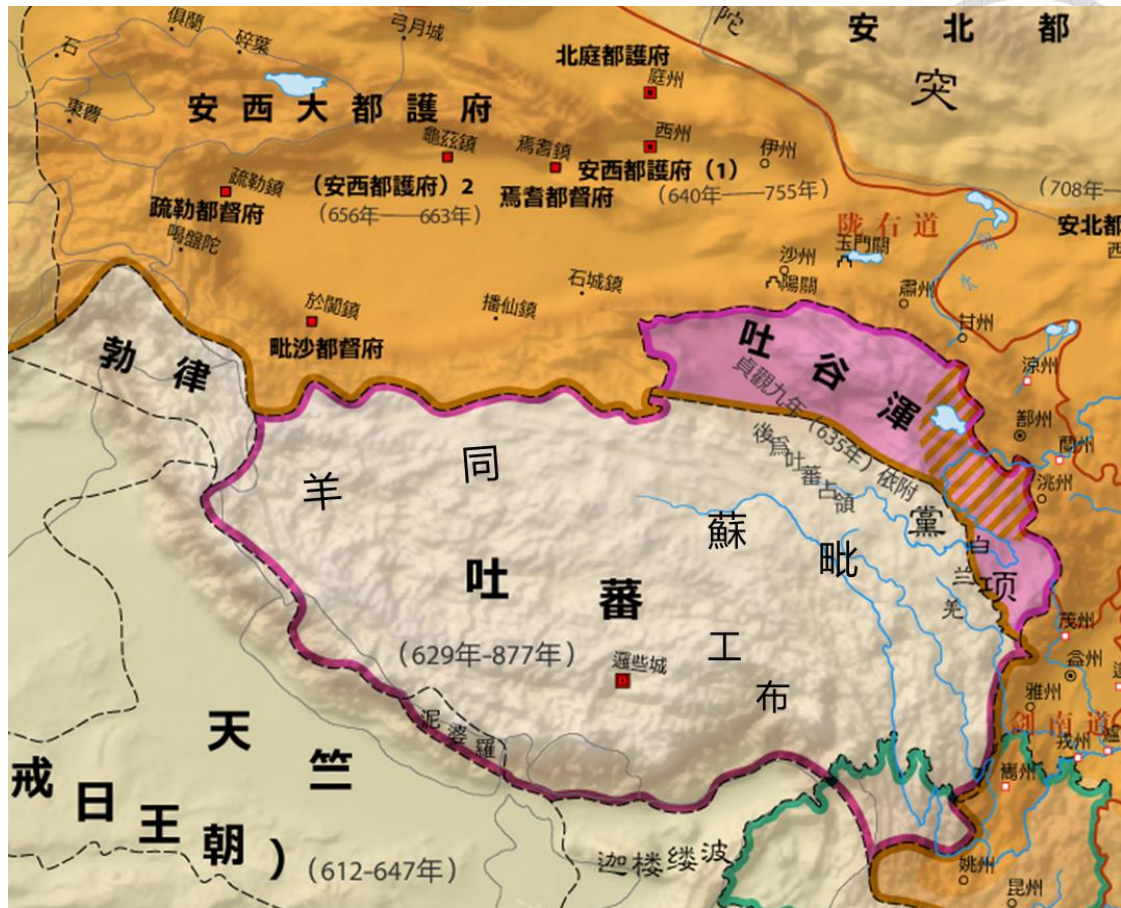 俱蘭
陀
安北都
石
碎葉
弓月城
北庭都護府
庭州
突
安西大都護府
東曹
龜茲鎮
焉耆鎮
西州
伊州
安西都護府（1）
（640年——755年）
疏勒鎮
（安西都護府）2
（656年——663年）
焉耆都督府
疏勒都督府
（708年—
陇右道
安北都
喝盤陀
玉門關
沙州
陽關
石城鎮
肅州
於闐鎮
播仙鎮
甘州
毗沙都督府
勃律
吐谷渾
貞觀九年（635年）依附
後爲吐蕃占領
涼州
鄯州
蘭州
洮州
羊同
蘇毗
黨项
白兰羌
吐蕃
（629年-877年）
邏些城
工布
茂州
益州
雅州
剑南道
戎州
巂州
泥婆羅
天竺
戒日王朝）
（612-647年）
迦楼缕波
姚州
昆州